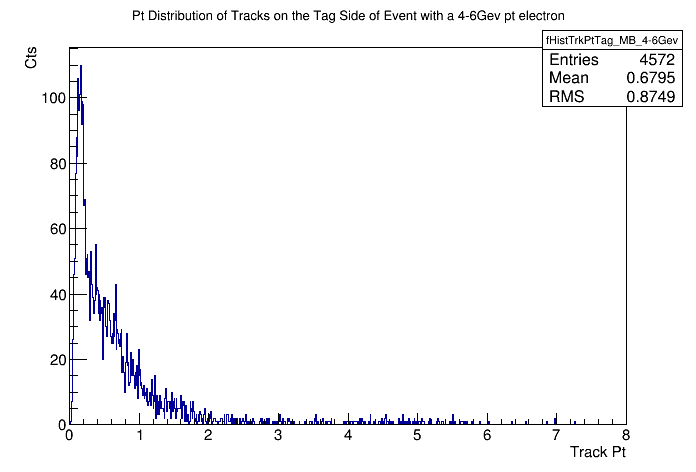 Pt Distribution of Tracks on the Tag Side of Event with a 4-6Gev pt electron
fHistTrkPtTag_MB_4-6Gev
Entries 4572
Mean 0.6795
RMS 0.8749
Cts
100
80
60
40
20
0
0 1 2 3 4 5 6 7 8
Track Pt